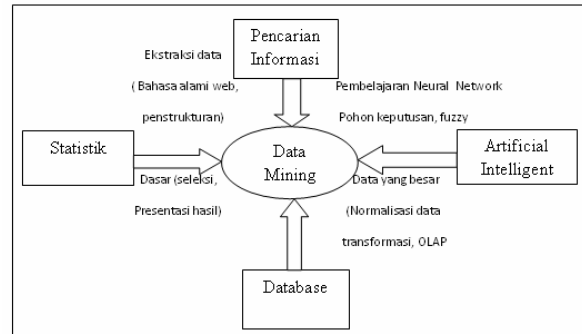 Pencarian
Informasi
Ekstraksi data
( Bahasa alami web,
penstrukturan)
Pembelajaran Neural Network
Pohon keputusan, fuzzy
Statistik
Data
Mining
Artificial
Intelligent
Dasar (seleksi,
Presentasi hasil)
Data yang besar
(Normalisasi data
transformasi, OLAP
Database